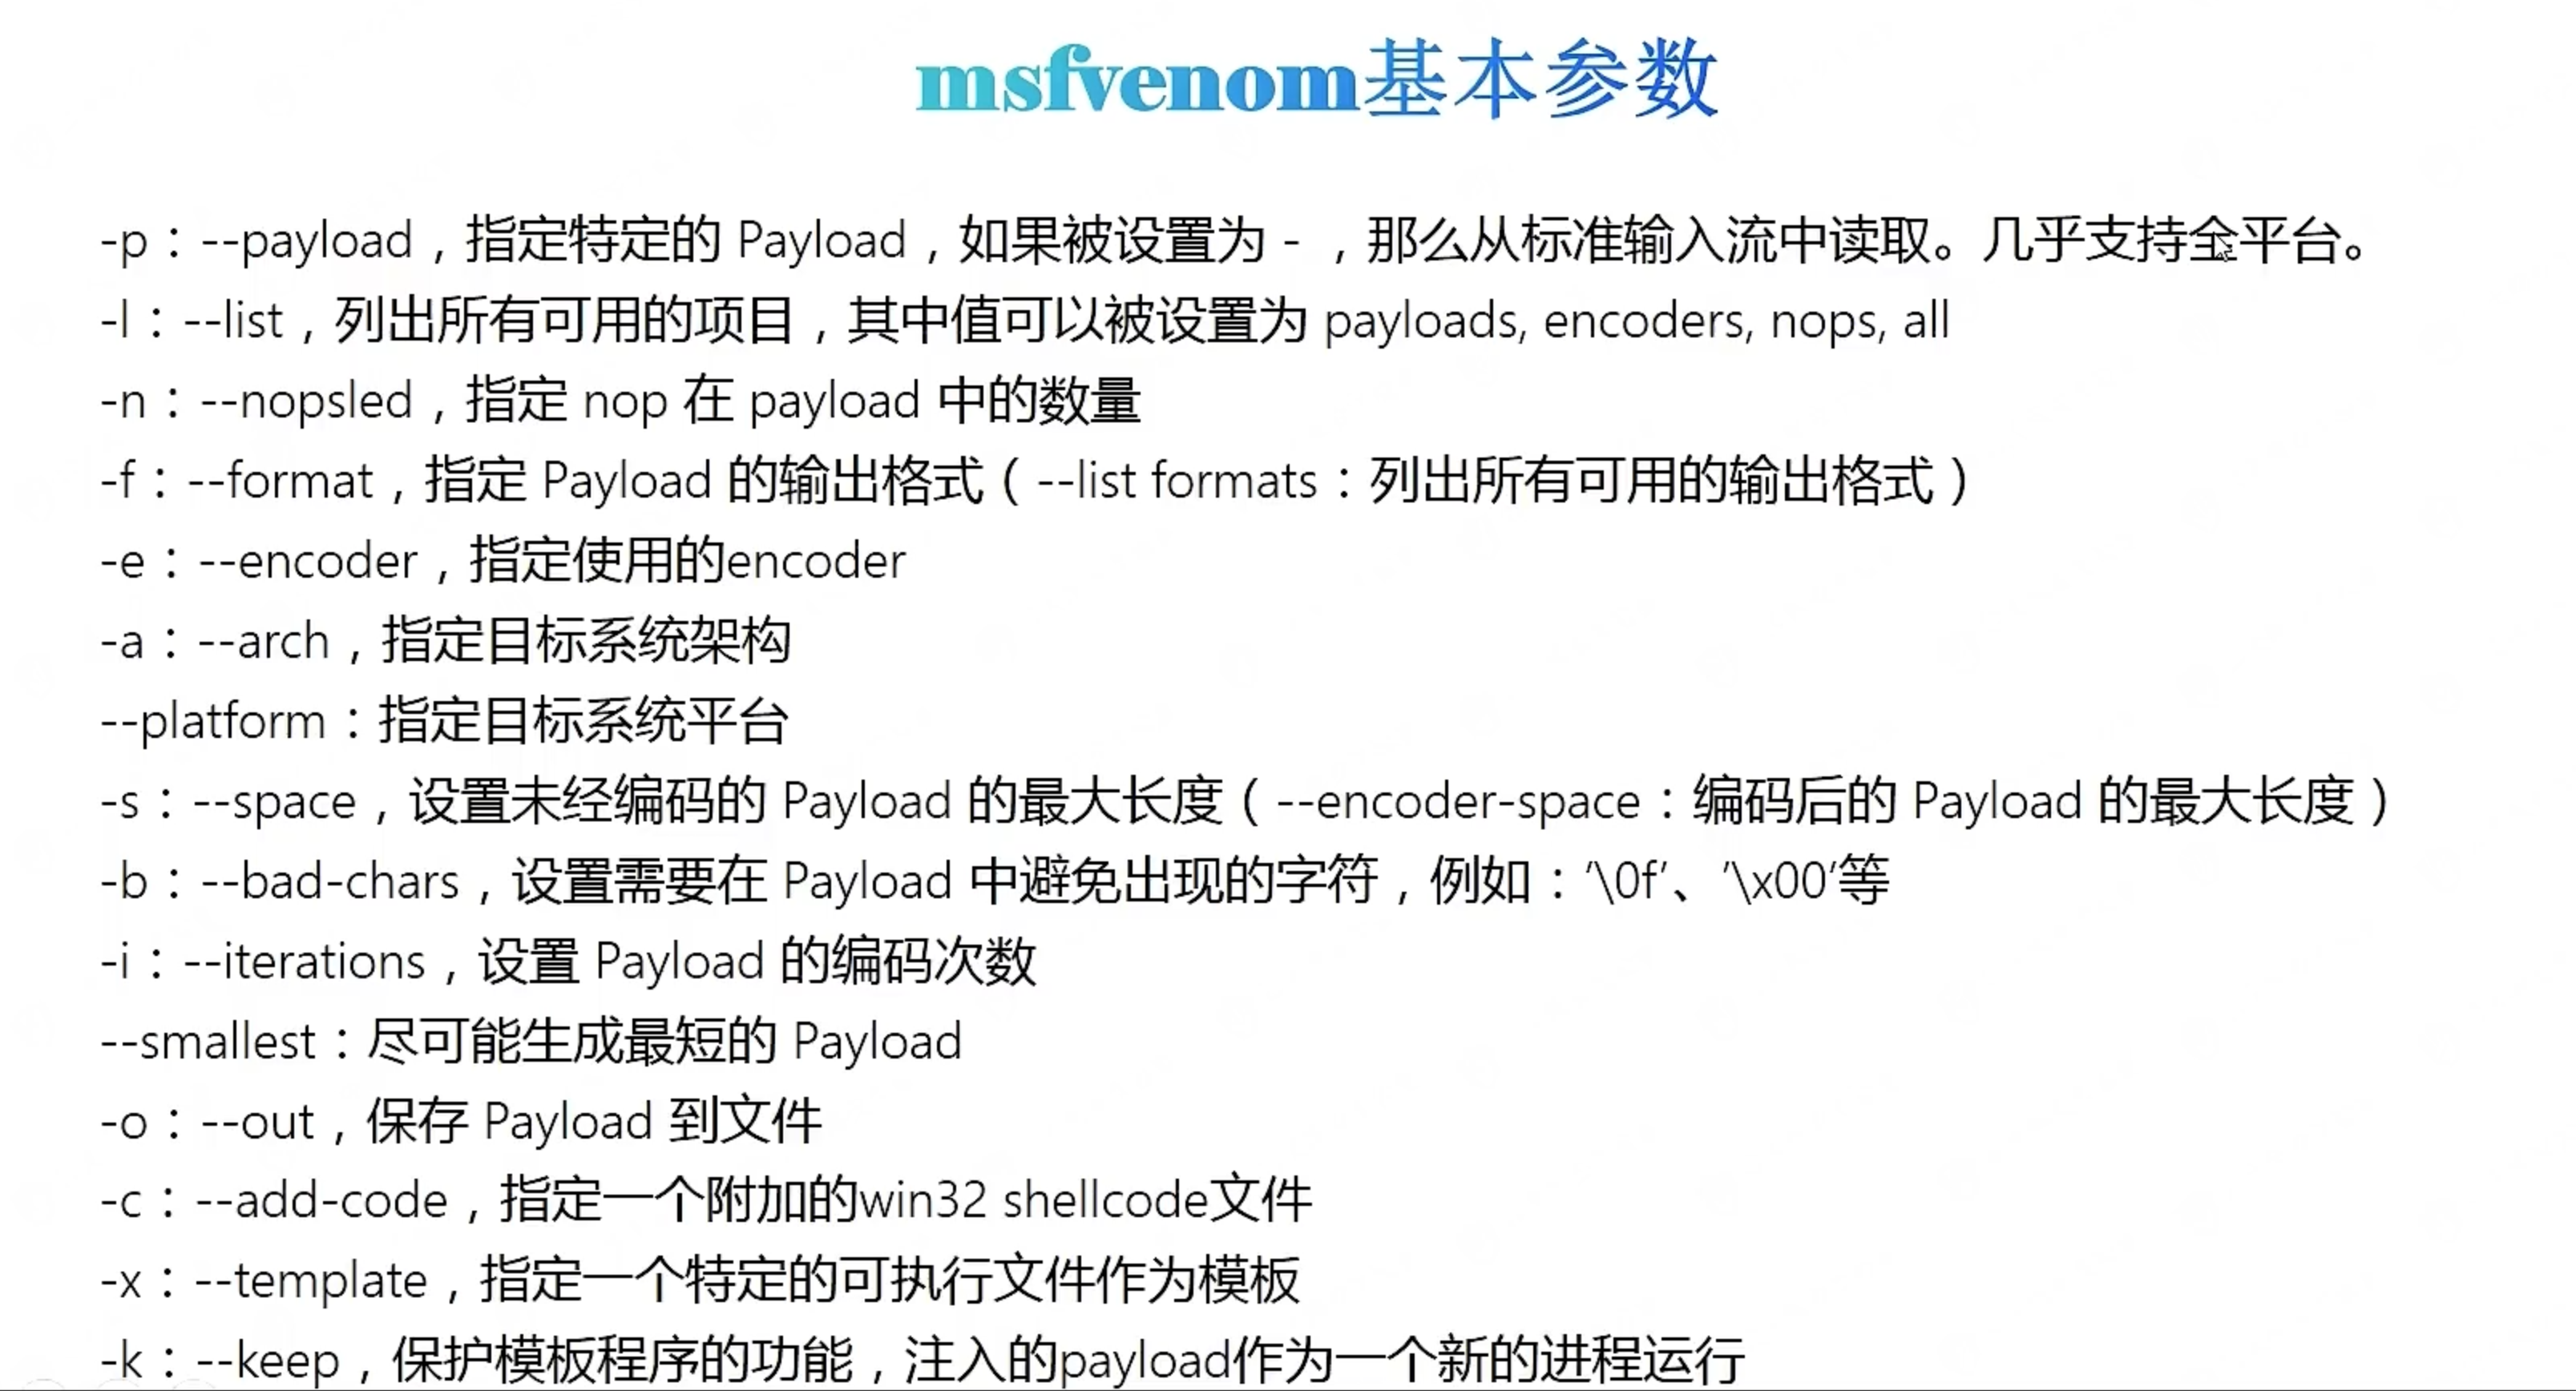 msfvenom基本参数
-p：--payload，指定特定的 Payload，如果被设置为 - ，那么从标准输入流中读取。几乎支持全平台。
-l：--list，列出所有可用的项目，其中值可以被设置为 payloads, encoders, nops, all
-n：--nopsled，指定 nop 在 payload 中的数量
-f：--format，指定 Payload 的输出格式（--list formats：列出所有可用的输出格式）
-e：--encoder，指定使用的encoder
-a：--arch，指定目标系统架构
--platform：指定目标系统平台
-s：--space，设置未经编码的 Payload 的最大长度（--encoder-space：编码后的 Payload 的最大长度）
-b：--bad-chars，设置需要在 Payload 中避免出现的字符，例如：'\0f'、'\x00'等
-i：--iterations，设置 Payload 的编码次数
--smallest：尽可能生成最短的 Payload
-o：--out，保存 Payload 到文件
-c：--add-code，指定一个附加的win32 shellcode文件
-x：--template，指定一个特定的可执行文件作为模板
-k：--keep，保护模板程序的功能，注入的payload作为一个新的进程运行